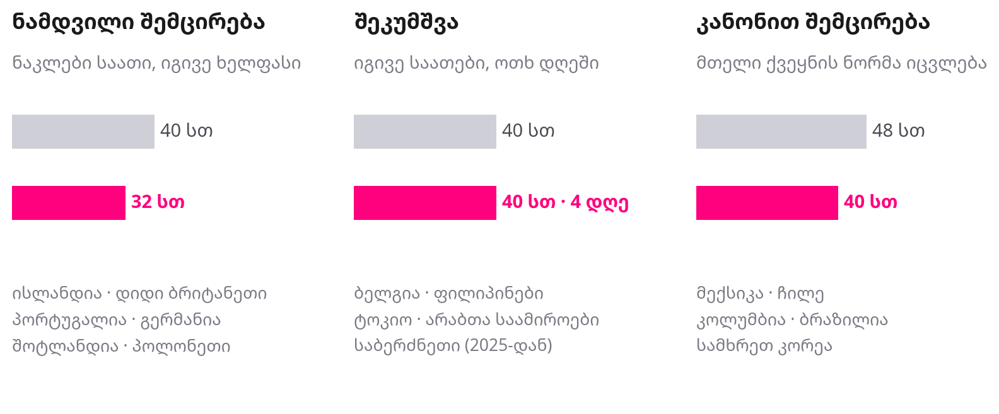 ნამდვილი შემცირება
ნაკლები საათი, იგივე ხელფასი
40 სთ
32 სთ
ისლანდია · დიდი ბრიტანეთი
პორტუგალია · გერმანია
შოტლანდია · პოლონეთი
შეკუმშვა
იგივე საათები, ოთხ დღეში
40 სთ
40 სთ · 4 დღე
ბელგია · ფილიპინები
ტოკიო · არაბთა საამიროები
საბერძნეთი (2025-დან)
კანონით შემცირება
მთელი ქვეყნის ნორმა იცვლება
48 სთ
40 სთ
მექსიკა · ჩილე
კოლუმბია · ბრაზილია
სამხრეთ კორეა